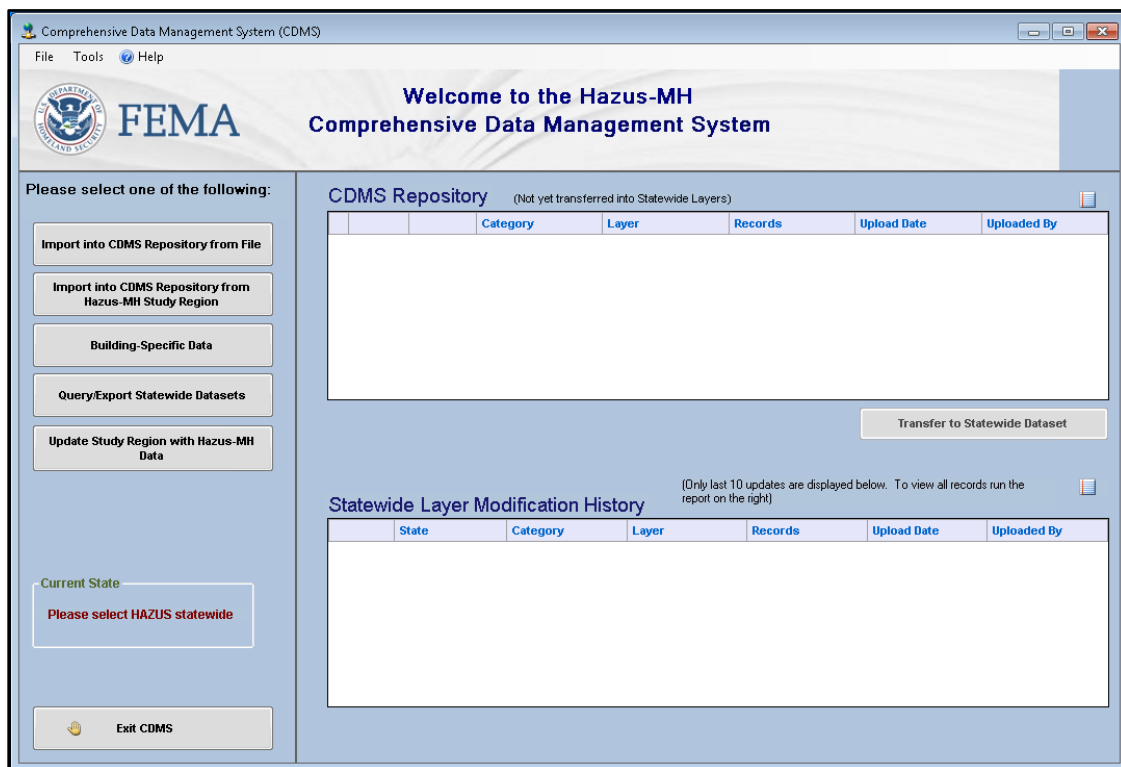 Comprehensive Data Management System (CDMS)
File Tools Help
U.S. DEPARTMENT OF
HOMELAND SECURITY
FEMA
Welcome to the Hazus-MH
Comprehensive Data Management System
Please select one of the following:
Import into CDMS Repository from File
Import into CDMS Repository from
Hazus-MH Study Region
Building-Specific Data
Query/Export Statewide Datasets
Update Study Region with Hazus-MH
Data
Current State
Please select HAZUS statewide
Exit CDMS
CDMS Repository (Not yet transferred into Statewide Layers)
Category Layer Records Upload Date Uploaded By
Transfer to Statewide Dataset
(Only last 10 updates are displayed below. To view all records run the
report on the right)
Statewide Layer Modification History
State Category Layer Records Upload Date Uploaded By